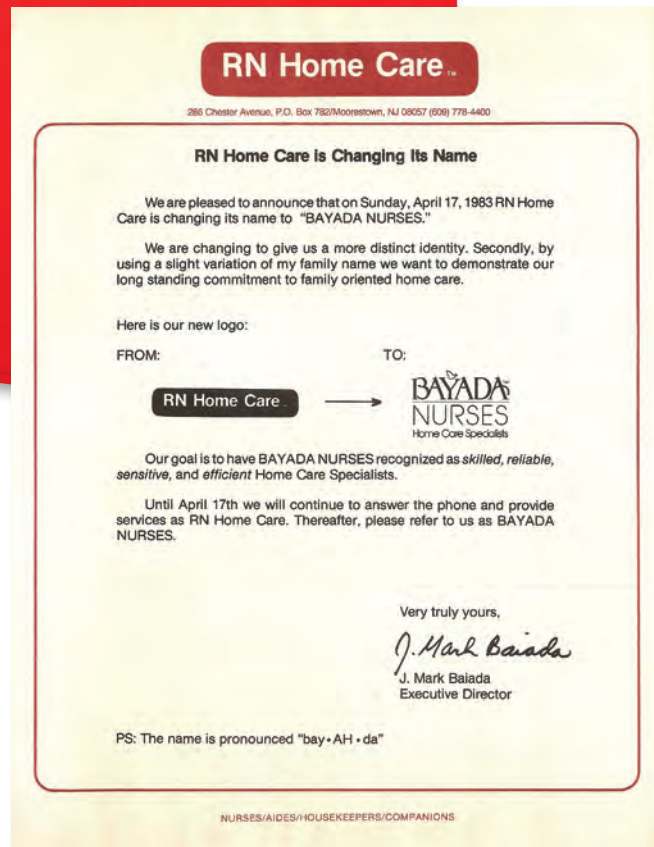 RN Home Care™
286 Chester Avenue, P.O. Box 782/Moorestown, NJ 08057 (609) 778-4400
RN Home Care is Changing Its Name
We are pleased to announce that on Sunday, April 17, 1983 RN Home
Care is changing its name to "BAYADA NURSES."
We are changing to give us a more distinct identity. Secondly, by
using a slight variation of my family name we want to demonstrate our
long standing commitment to family oriented home care.
Here is our new logo:
FROM: TO:
RN Home Care
BAYADA
NURSES
Home Care Specialists
Our goal is to have BAYADA NURSES recognized as skilled, reliable,
sensitive, and efficient Home Care Specialists.
Until April 17th we will continue to answer the phone and provide
services as RN Home Care. Thereafter, please refer to us as BAYADA
NURSES.
Very truly yours,
J. Mark Baiada
J. Mark Baiada
Executive Director
PS: The name is pronounced "bay•AH•da"
NURSES/AIDES/HOUSEKEEPERS/COMPANIONS